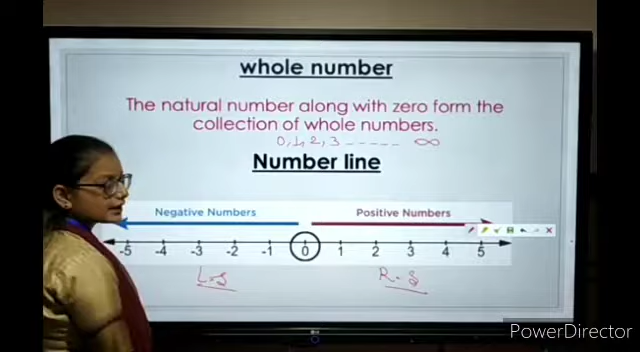 whole number
The natural number along with zero form the
collection of whole numbers.
0, 1, 2, 3 ------ ∞
Number line
Negative Numbers Positive Numbers
-5 -4 -3 -2 -1 0 1 2 3 4 5
L-S R-S
PowerDirector